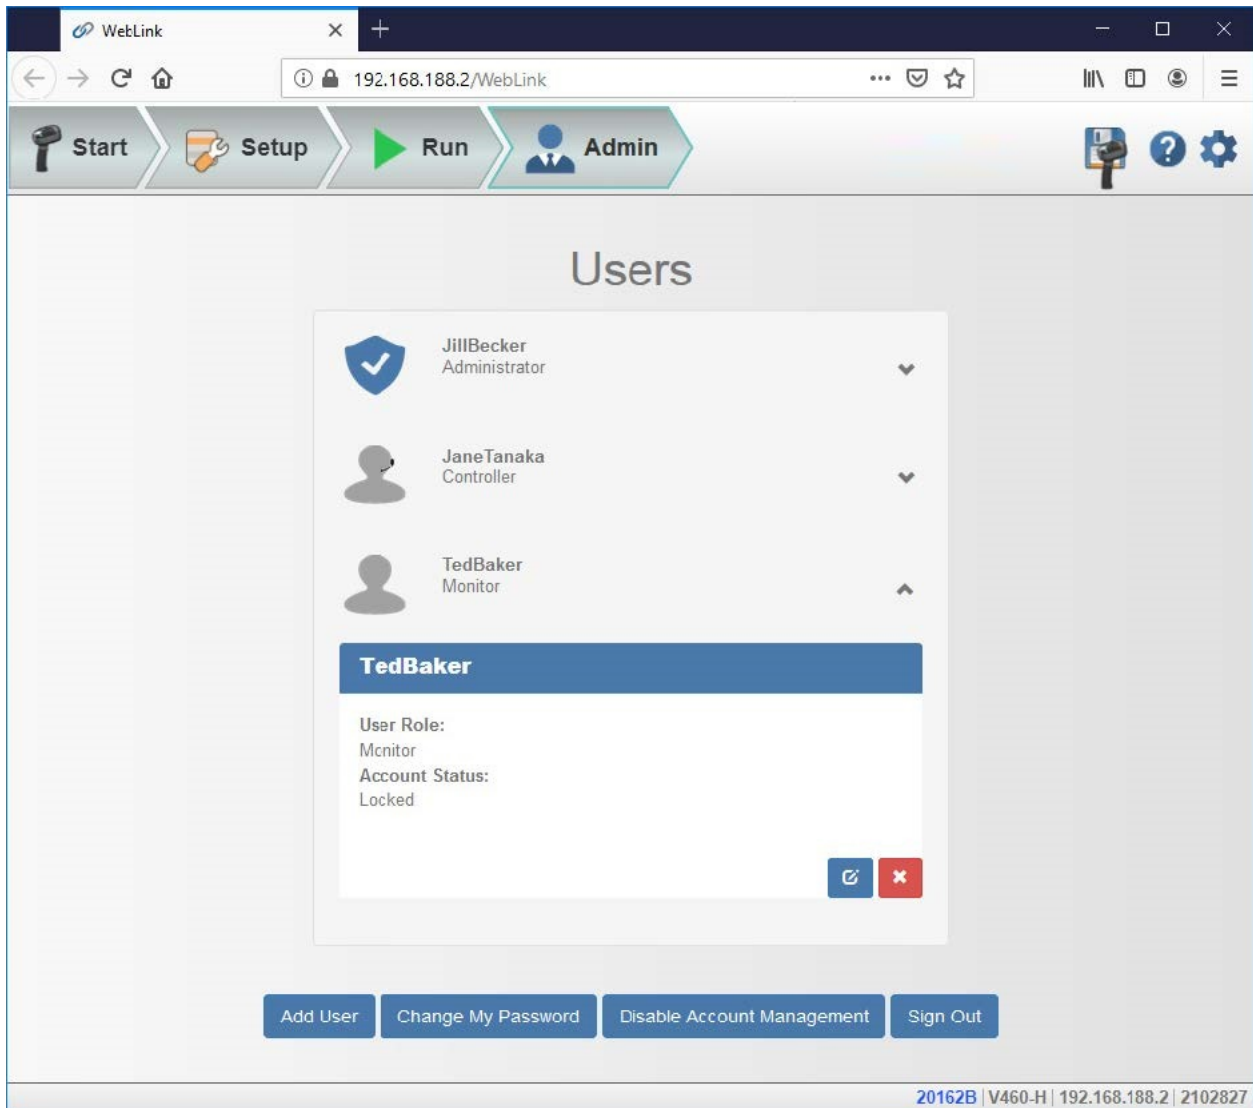 WebLink
192.168.188.2/WebLink
Start Setup Run Admin
Users
JillBecker
Administrator
JaneTanaka
Controller
TedBaker
Monitor
TedBaker
User Role:
Monitor
Account Status:
Locked
Add User Change My Password Disable Account Management Sign Out
20162B | V460-H | 192.168.188.2 | 2102827